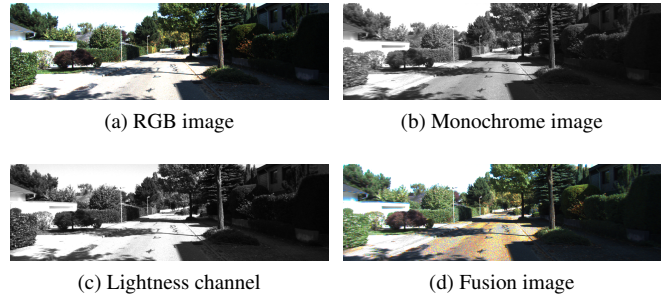 (a) RGB image
(b) Monochrome image
(c) Lightness channel
(d) Fusion image